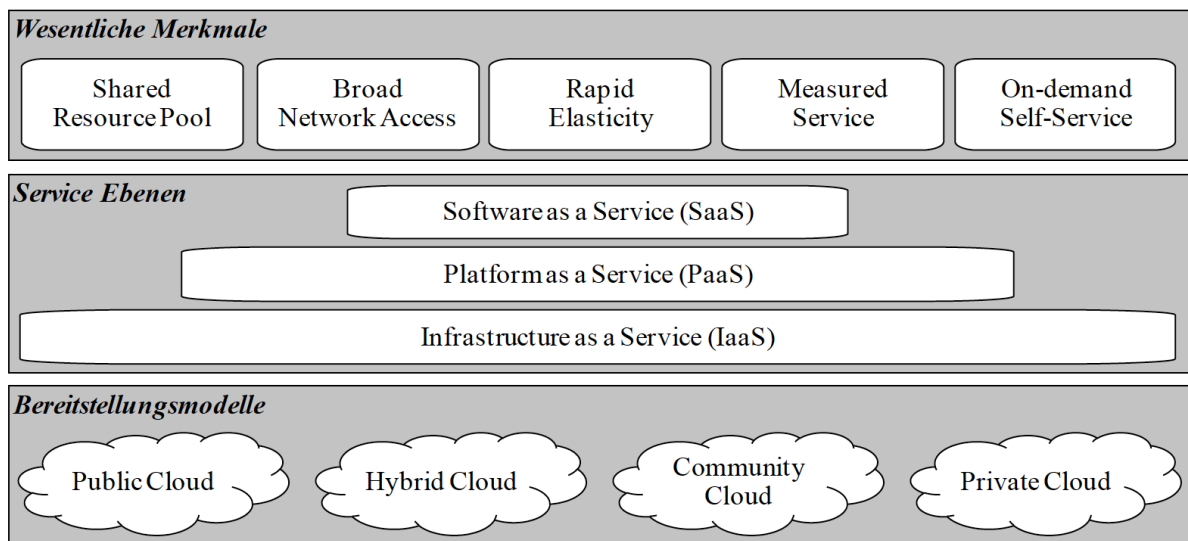 Wesentliche Merkmale
Shared
Resource Pool
Broad
Network Access
Rapid
Elasticity
Measured
Service
On-demand
Self-Service
Service Ebenen
Software as a Service (SaaS)
Platform as a Service (PaaS)
Infrastructure as a Service (IaaS)
Bereitstellungsmodelle
Public Cloud
Hybrid Cloud
Community
Cloud
Private Cloud